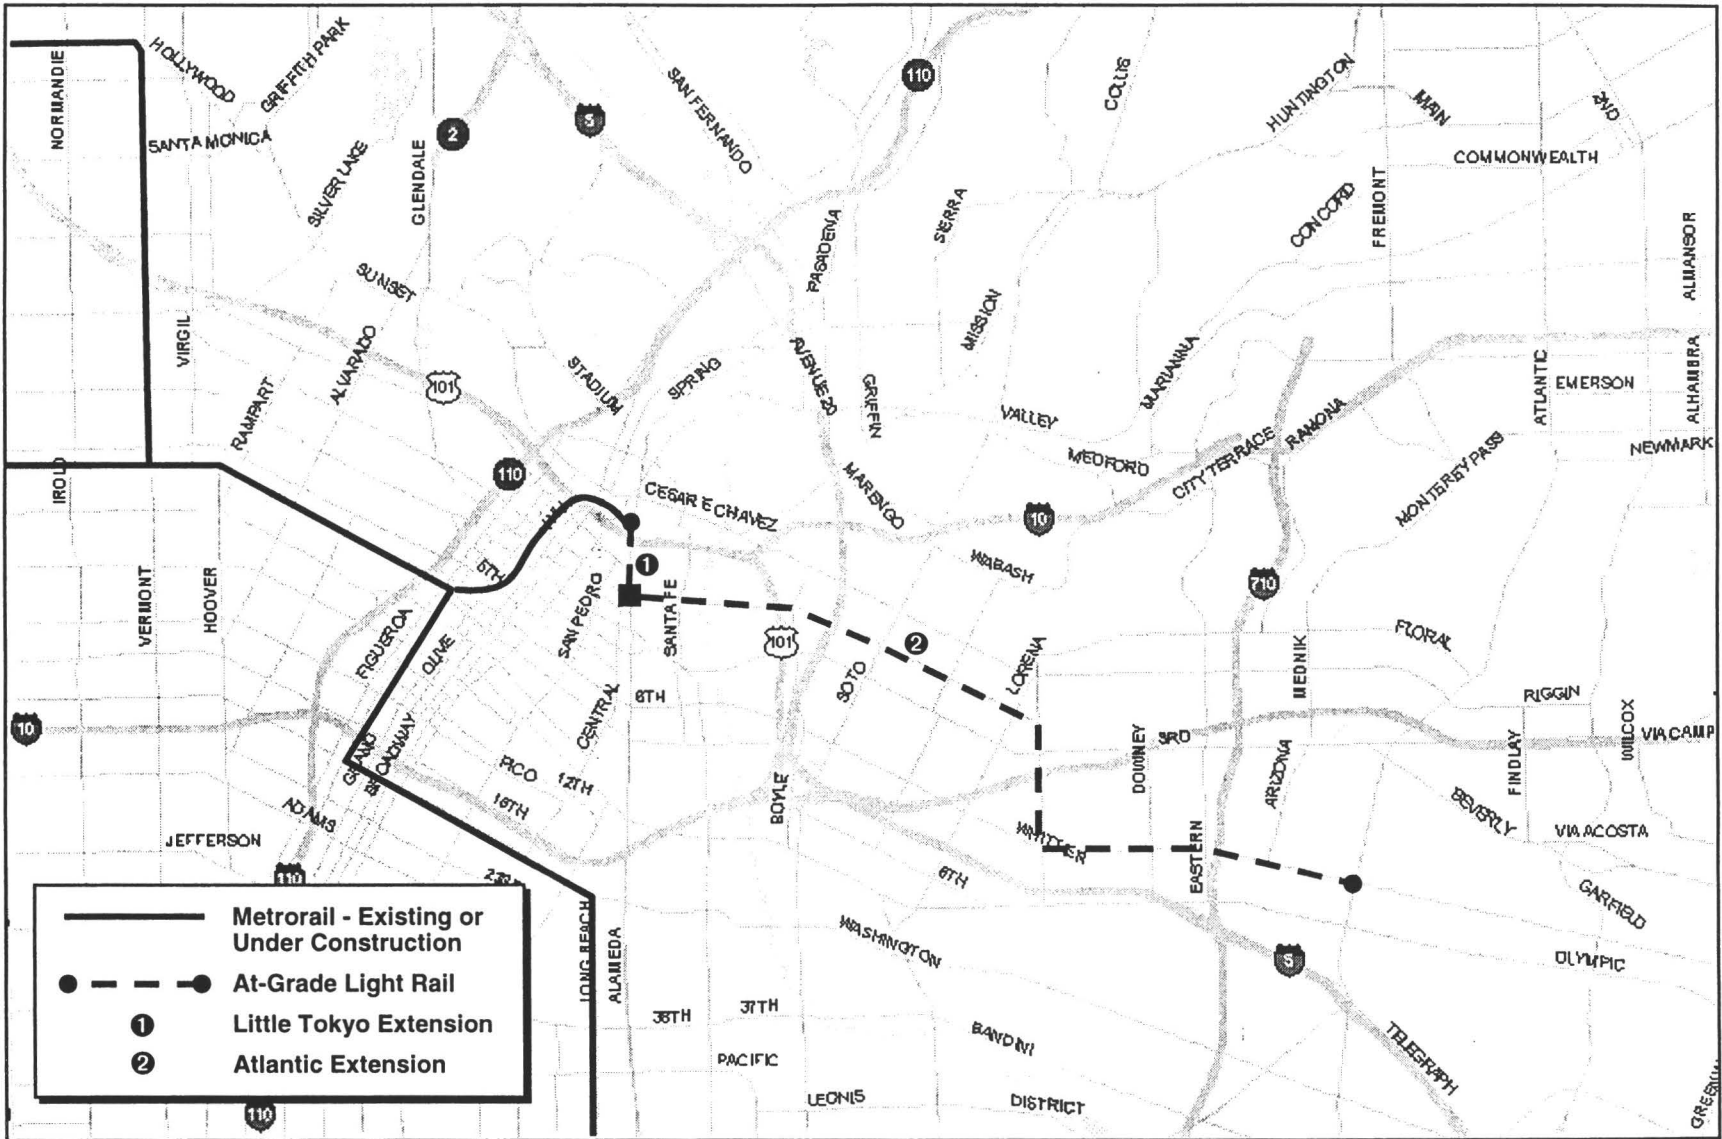 NORMANDIE
HOLLYWOOD
GRIFFITH PARK
SANTA MONICA
SILVER LAKE
GLENDALE
2
5
SAN FERNANDO
110
COLLIS
HUNTINGTON
MAIN
2ND
COMMONWEALTH
CONCORD
FREMONT
ALMANSOR
SUNSET
PASADENA
SIERRA
MISSION
VIRGIL
ALVARADO
RAMPART
101
STADIUM
SPRING
AVENUE 20
GRIFFIN
MARIANNA
VALLEY
MEDFORD
CITY TERRACE
RAMONA
ATLANTIC
EMERSON
ALHAMBRA
NEWMARK
MONTEREY PASS
IROLO
110
CESAR E CHAVEZ
MARENGO
10
WABASH
710
VERMONT
HOOVER
5TH
1
SAN PEDRO
SANTA FE
101
2
SOTO
LORENA
FLORAL
MEDNIK
FIGUEROA
OLIVE
6TH
CENTRAL
RIGGIN
WILCOX
VIA CAMP
10
GRAND
BROADWAY
PICO
12TH
16TH
BOYLE
DOWNEY
3RD
ARIZONA
FINDLAY
BEVERLY
VIA ACOSTA
ADAMS
JEFFERSON
110
WHITTIER
EASTERN
8TH
GARFIELD
OLYMPIC
WASHINGTON
LONG BEACH
ALAMEDA
5
38TH
37TH
PACIFIC
BANDINI
TELEGRAPH
LEONIS
DISTRICT
110
Metrorail - Existing or
Under Construction
At-Grade Light Rail
1 Little Tokyo Extension
2 Atlantic Extension